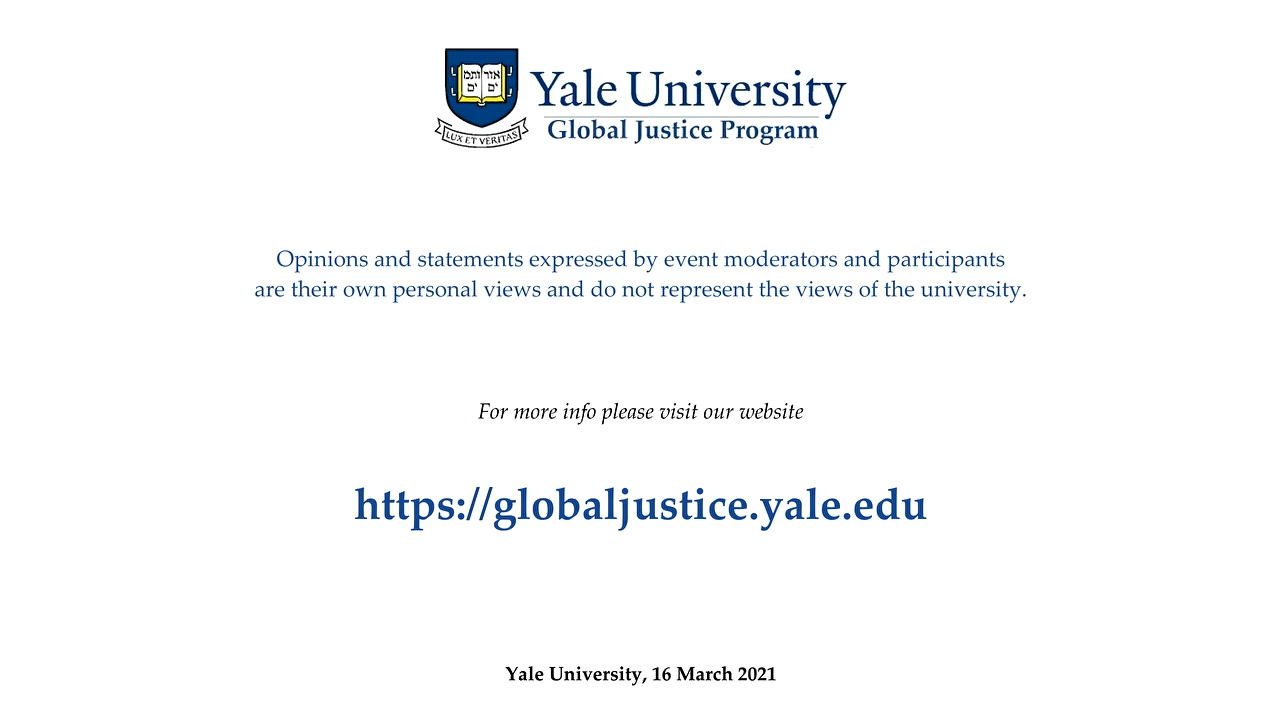 אורים
ותמים
LUX ET VERITAS
Yale University
Global Justice Program
Opinions and statements expressed by event moderators and participants
are their own personal views and do not represent the views of the university.
For more info please visit our website
https://globaljustice.yale.edu
Yale University, 16 March 2021